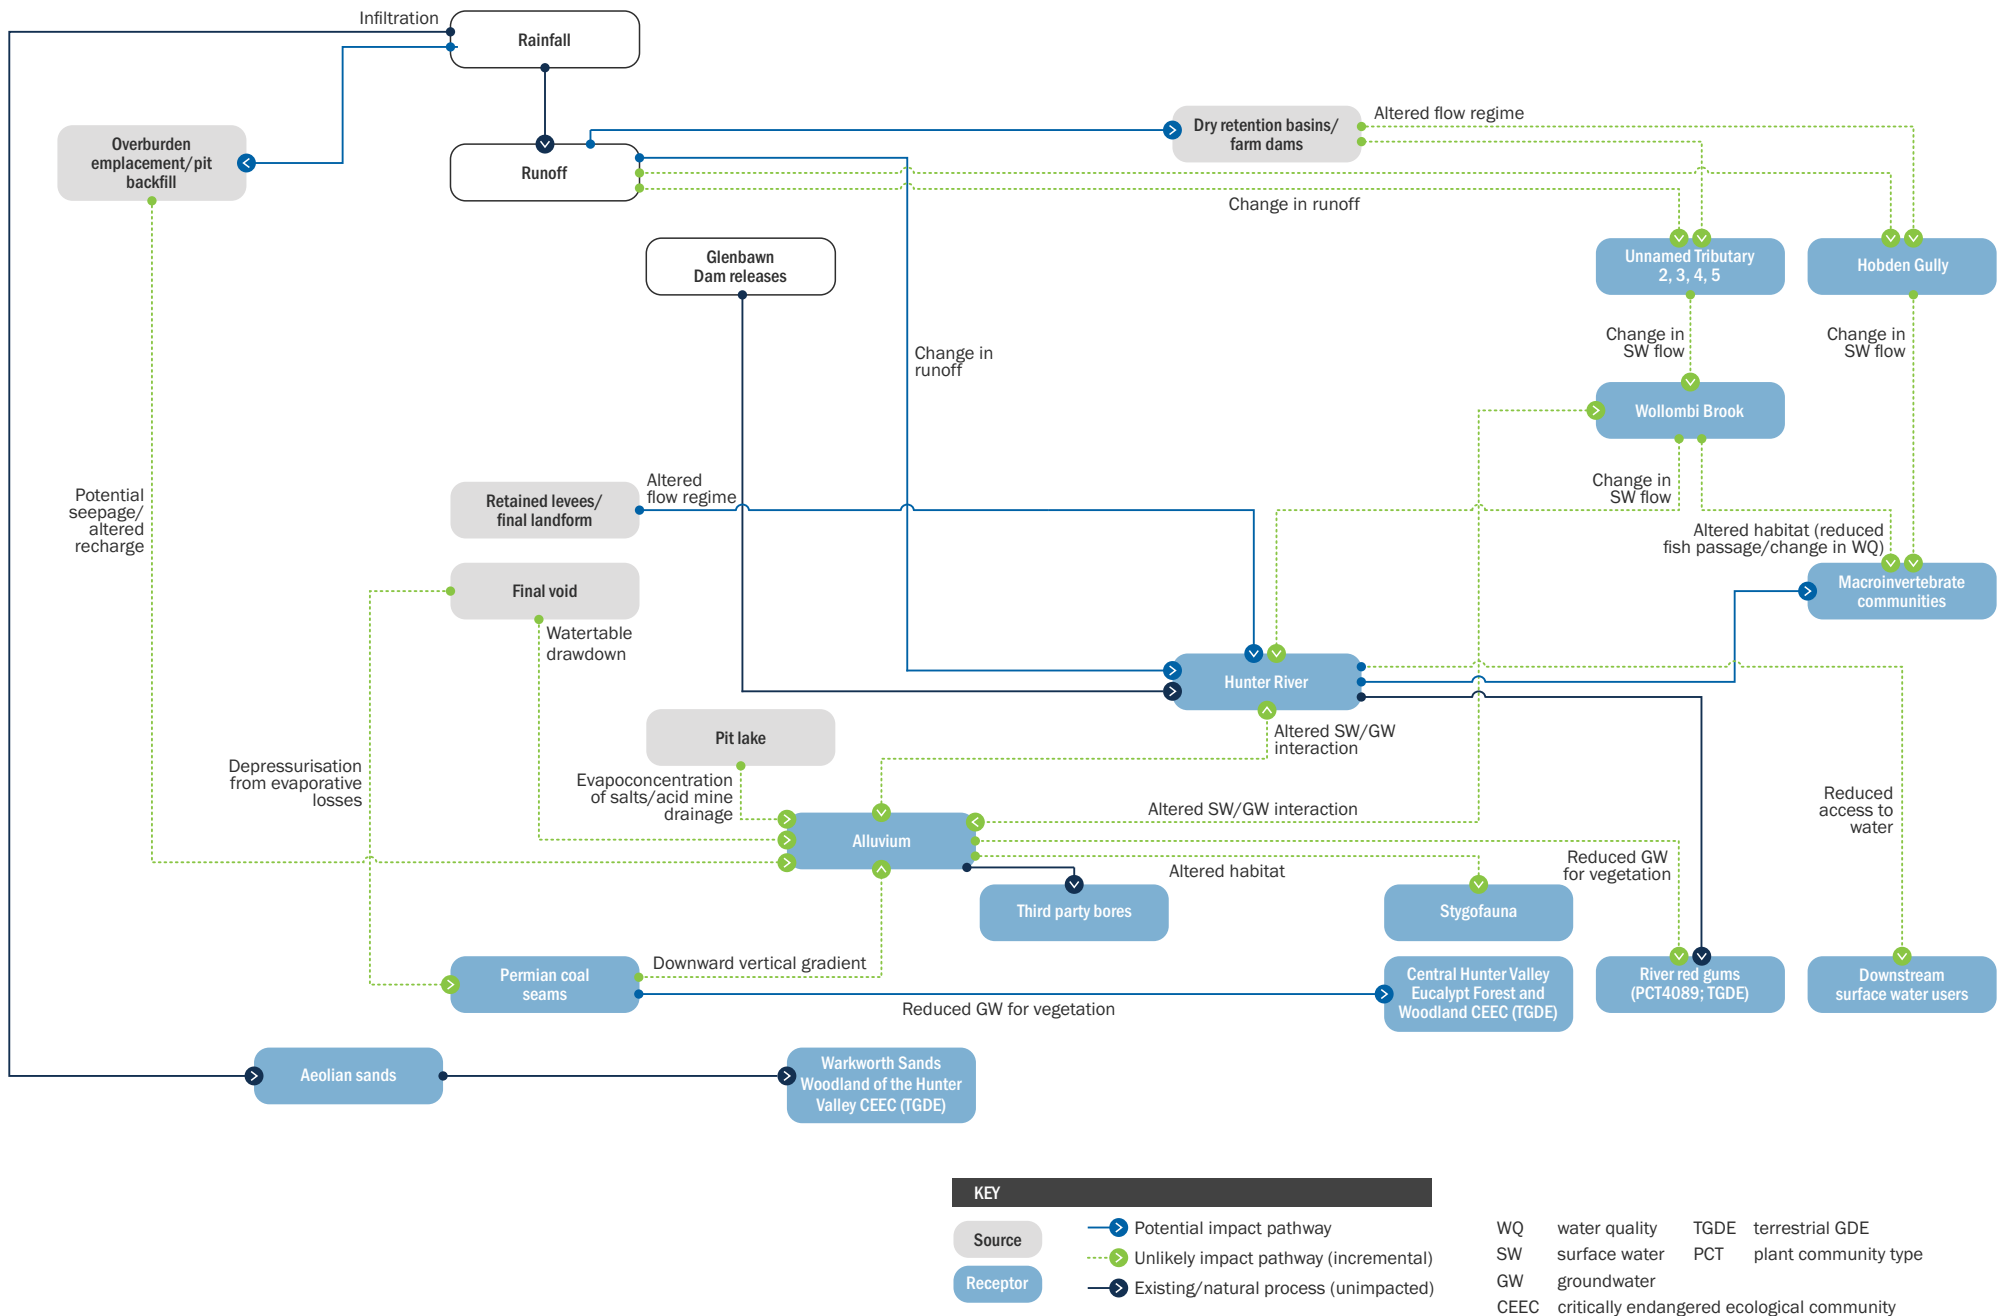 Infiltration
Rainfall
Overburden
emplacement/pit
backfill
Runoff
Dry retention basins/
farm dams
Altered flow regime
Change in runoff
Glenbawn
Dam releases
Unnamed Tributary
2, 3, 4, 5
Hobden Gully
Change in
SW flow
Change in
SW flow
Change in
runoff
Wollombi Brook
Change in
SW flow
Retained levees/
final landform
Altered
flow regime
Potential
seepage/
altered
recharge
Altered habitat (reduced
fish passage/change in WQ)
Final void
Macroinvertebrate
communities
Watertable
drawdown
Hunter River
Pit lake
Altered SW/GW
interaction
Depressurisation
from evaporative
losses
Evapoconcentration
of salts/acid mine
drainage
Altered SW/GW interaction
Reduced
access to
water
Alluvium
Reduced GW
for vegetation
Altered habitat
Third party bores
Stygofauna
Downward vertical gradient
Permian coal
seams
Central Hunter Valley
Eucalypt Forest and
Woodland CEEC (TGDE)
River red gums
(PCT4089; TGDE)
Downstream
surface water users
Reduced GW for vegetation
Aeolian sands
Warkworth Sands
Woodland of the Hunter
Valley CEEC (TGDE)
KEY
Source
Receptor
Potential impact pathway
Unlikely impact pathway (incremental)
Existing/natural process (unimpacted)
WQ water quality TGDE terrestrial GDE
SW surface water PCT plant community type
GW groundwater
CEEC critically endangered ecological community